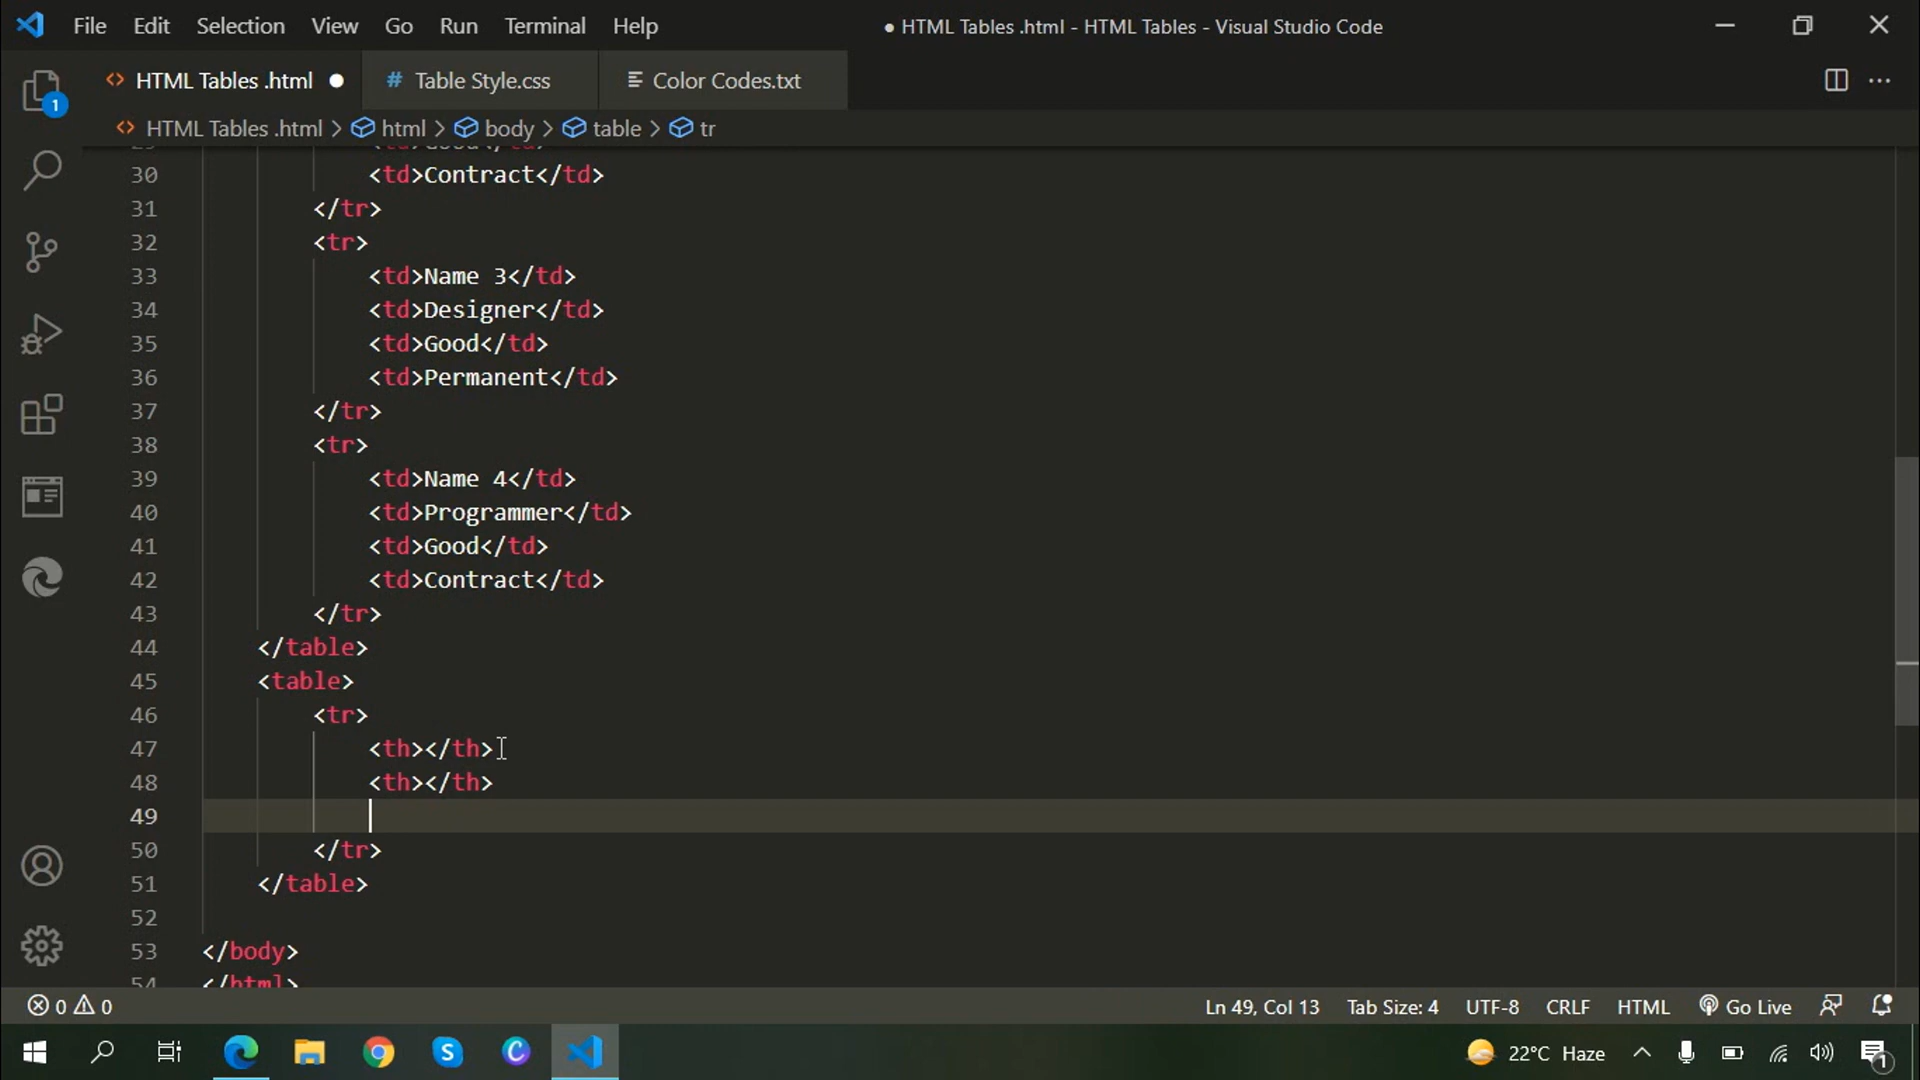 File Edit Selection View Go Run Terminal Help
● HTML Tables .html - HTML Tables - Visual Studio Code
HTML Tables .html ●
# Table Style.css
Color Codes.txt
1
HTML Tables .html > html > body > table > tr
30 <td>Contract</td>
31 </tr>
32 <tr>
33 <td>Name 3</td>
34 <td>Designer</td>
35 <td>Good</td>
36 <td>Permanent</td>
37 </tr>
38 <tr>
39 <td>Name 4</td>
40 <td>Programmer</td>
41 <td>Good</td>
42 <td>Contract</td>
43 </tr>
44 </table>
45 <table>
46 <tr>
47 <th></th>
48 <th></th>
49
50 </tr>
51 </table>
52
53 </body>
54 </html>
0 0
Ln 49, Col 13 Tab Size: 4 UTF-8 CRLF HTML Go Live
22°C Haze
1